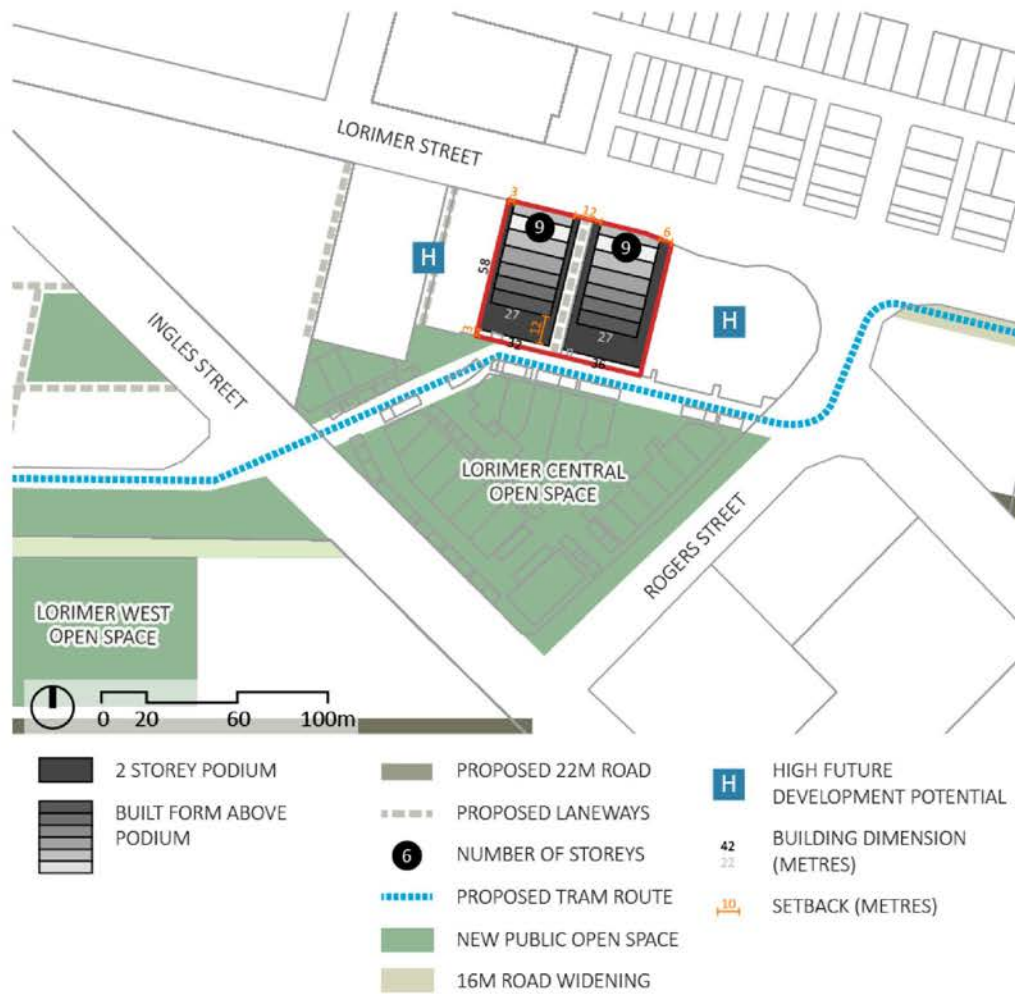 LORIMER STREET
3
12
6
9
9
H
58
INGLES STREET
27
12
27
H
3
32
36
LORIMER CENTRAL
OPEN SPACE
ROGERS STREET
LORIMER WEST
OPEN SPACE
0 20 60 100m
2 STOREY PODIUM
BUILT FORM ABOVE
PODIUM
PROPOSED 22M ROAD
PROPOSED LANEWAYS
6 NUMBER OF STOREYS
PROPOSED TRAM ROUTE
NEW PUBLIC OPEN SPACE
16M ROAD WIDENING
H HIGH FUTURE
DEVELOPMENT POTENTIAL
42 BUILDING DIMENSION
22 (METRES)
10 SETBACK (METRES)